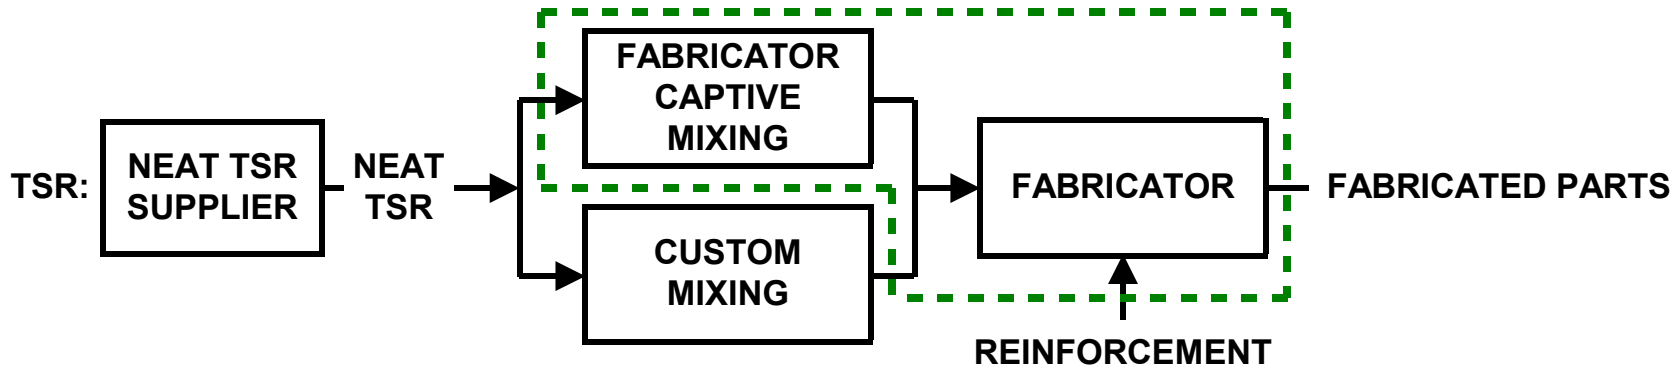 TSR:
NEAT TSR
SUPPLIER
NEAT
TSR
FABRICATOR
CAPTIVE
MIXING
CUSTOM
MIXING
FABRICATOR
REINFORCEMENT
FABRICATED PARTS